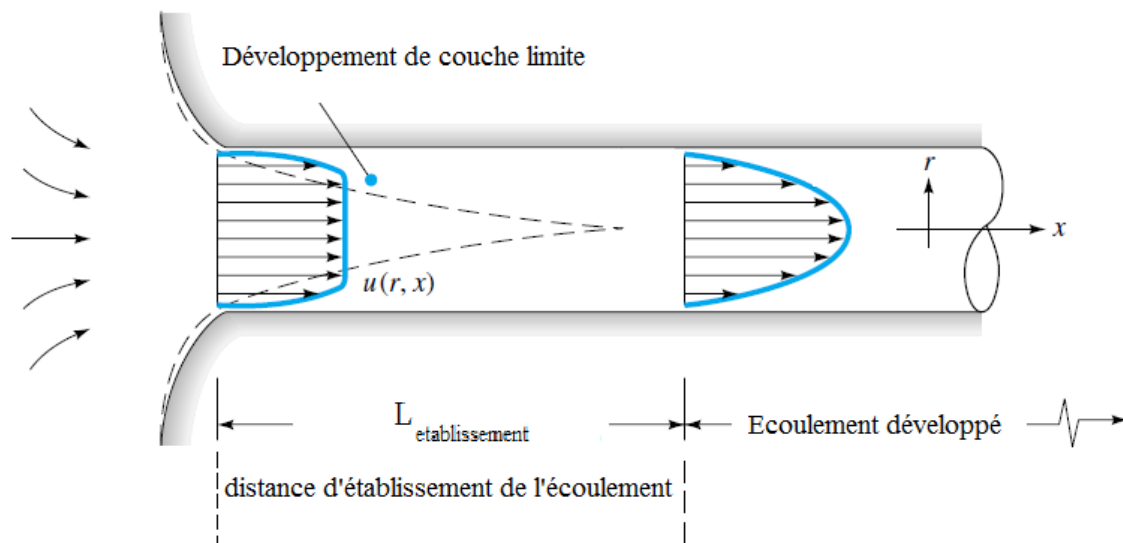 Développement de couche limite
r
x
u(r, x)
L etablissement
Ecoulement développé
distance d'établissement de l'écoulement